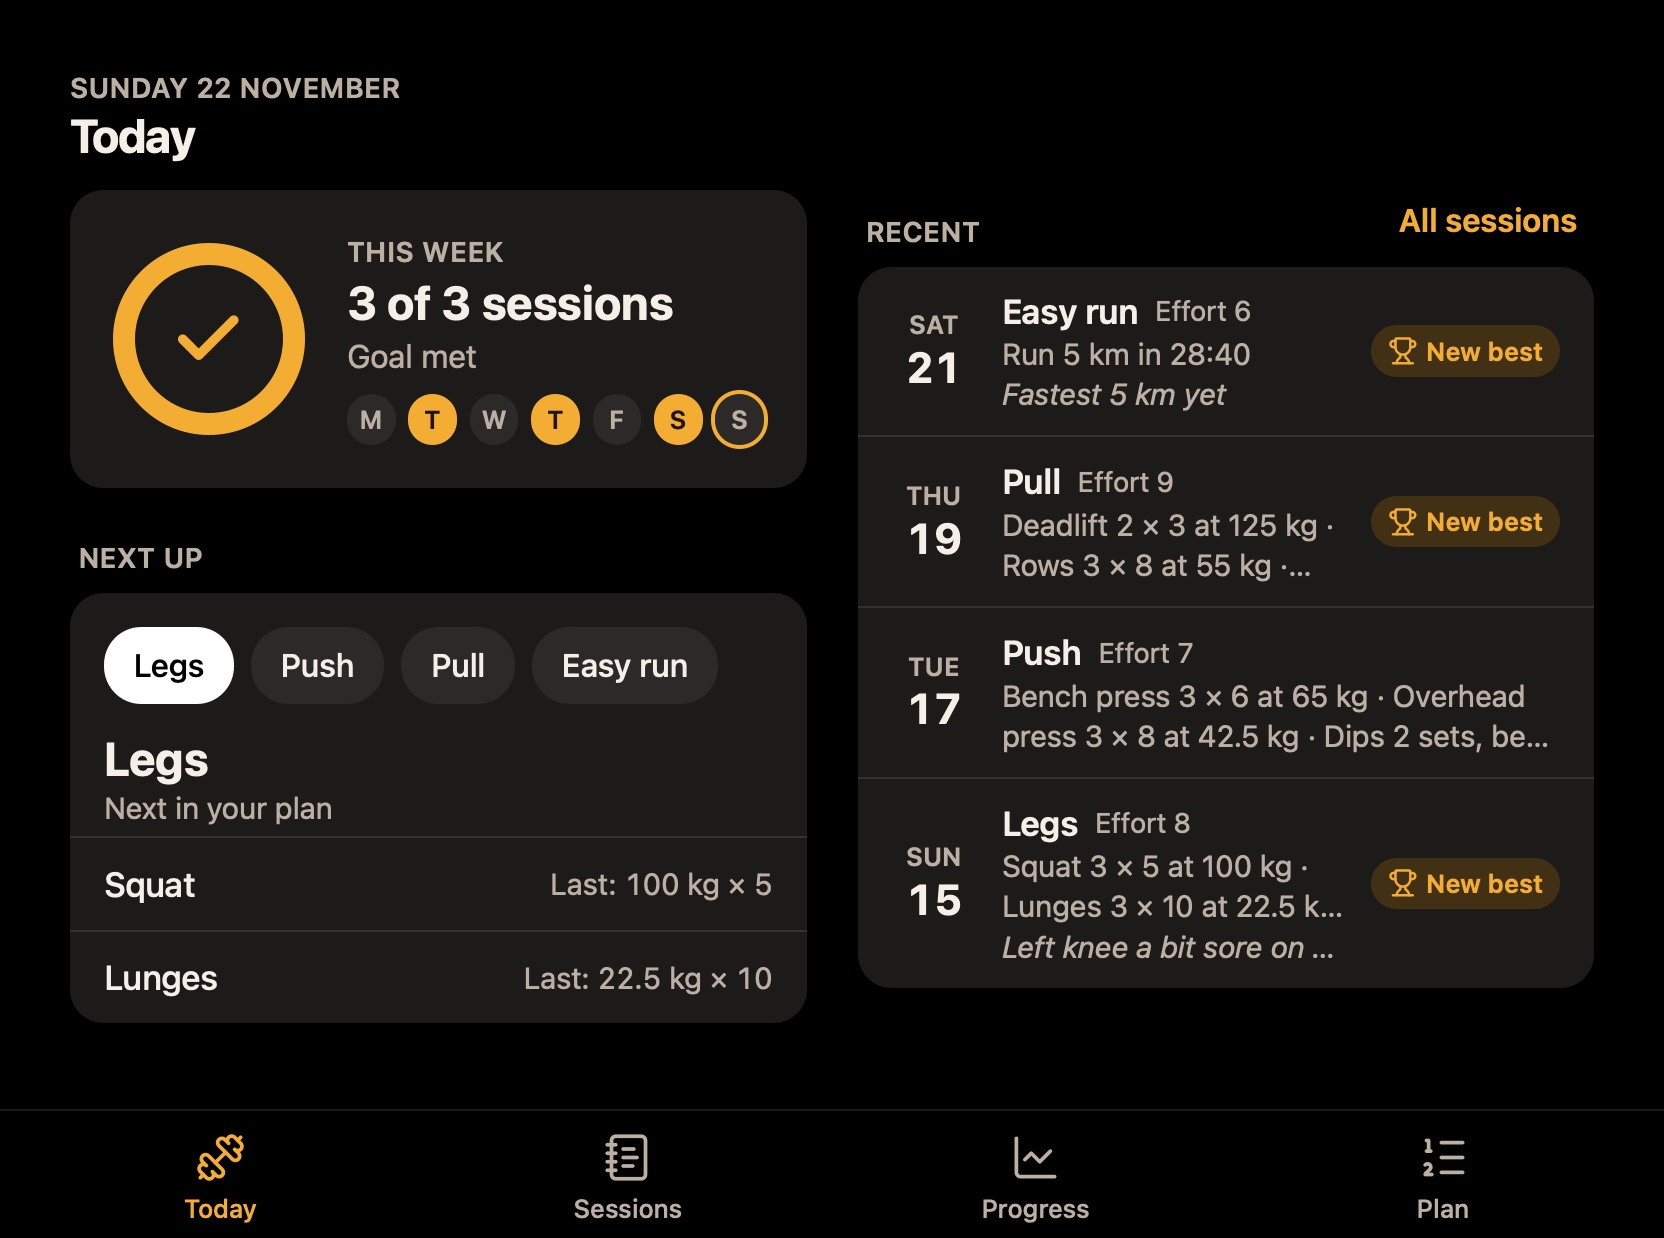 SUNDAY 22 NOVEMBER
Today
THIS WEEK
3 of 3 sessions
Goal met
M T W T F S S
NEXT UP
Legs Push Pull Easy run
Legs
Next in your plan
Squat Last: 100 kg × 5
Lunges Last: 22.5 kg × 10
RECENT All sessions
SAT
21
Easy run Effort 6
Run 5 km in 28:40
Fastest 5 km yet
New best
THU
19
Pull Effort 9
Deadlift 2 × 3 at 125 kg ·
Rows 3 × 8 at 55 kg ·…
New best
TUE
17
Push Effort 7
Bench press 3 × 6 at 65 kg · Overhead
press 3 × 8 at 42.5 kg · Dips 2 sets, be…
SUN
15
Legs Effort 8
Squat 3 × 5 at 100 kg ·
Lunges 3 × 10 at 22.5 k…
Left knee a bit sore on …
New best
Today Sessions Progress Plan